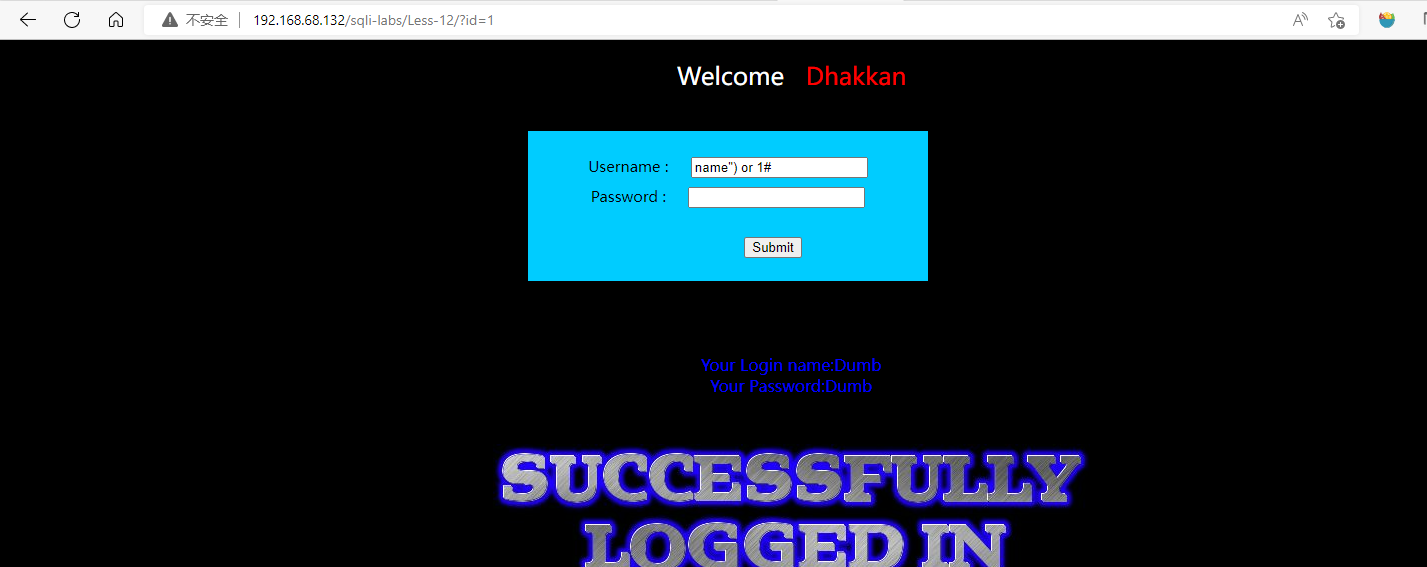 不安全 192.168.68.132/sqli-labs/Less-12/?id=1
Welcome Dhakkan
Username : name") or 1#
Password :
Submit
Your Login name:Dumb
Your Password:Dumb
SUCCESSFULLY
LOGGED IN